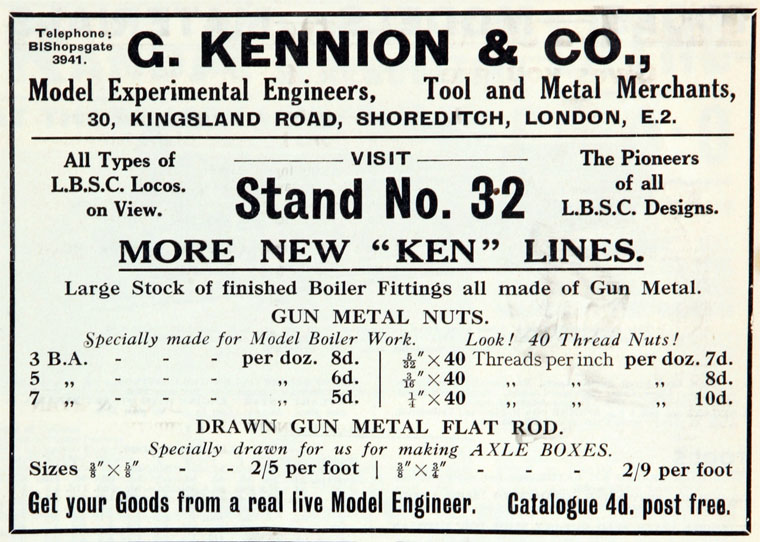 Telephone:
BIShopsgate
3941.
G. KENNION & CO.,
Model Experimental Engineers, Tool and Metal Merchants,
30, KINGSLAND ROAD, SHOREDITCH, LONDON, E.2.
All Types of
L.B.S.C. Locos.
on View.
VISIT
Stand No. 32
The Pioneers
of all
L.B.S.C. Designs.
MORE NEW “KEN” LINES.
Large Stock of finished Boiler Fittings all made of Gun Metal.
GUN METAL NUTS.
Specially made for Model Boiler Work. Look! 40 Thread Nuts!
3 B.A. - - - per doz. 8d. | 5/32″×40 Threads per inch per doz. 7d.
5 ,, - - - ,, 6d. | 3/16″×40 ,, ,, ,, 8d.
7 ,, - - - ,, 5d. | 1/4″×40 ,, ,, ,, 10d.
DRAWN GUN METAL FLAT ROD.
Specially drawn for us for making AXLE BOXES.
Sizes 3/8″×5/8″ - - 2/5 per foot | 3/8″×3/4″ - - - 2/9 per foot
Get your Goods from a real live Model Engineer. Catalogue 4d. post free.